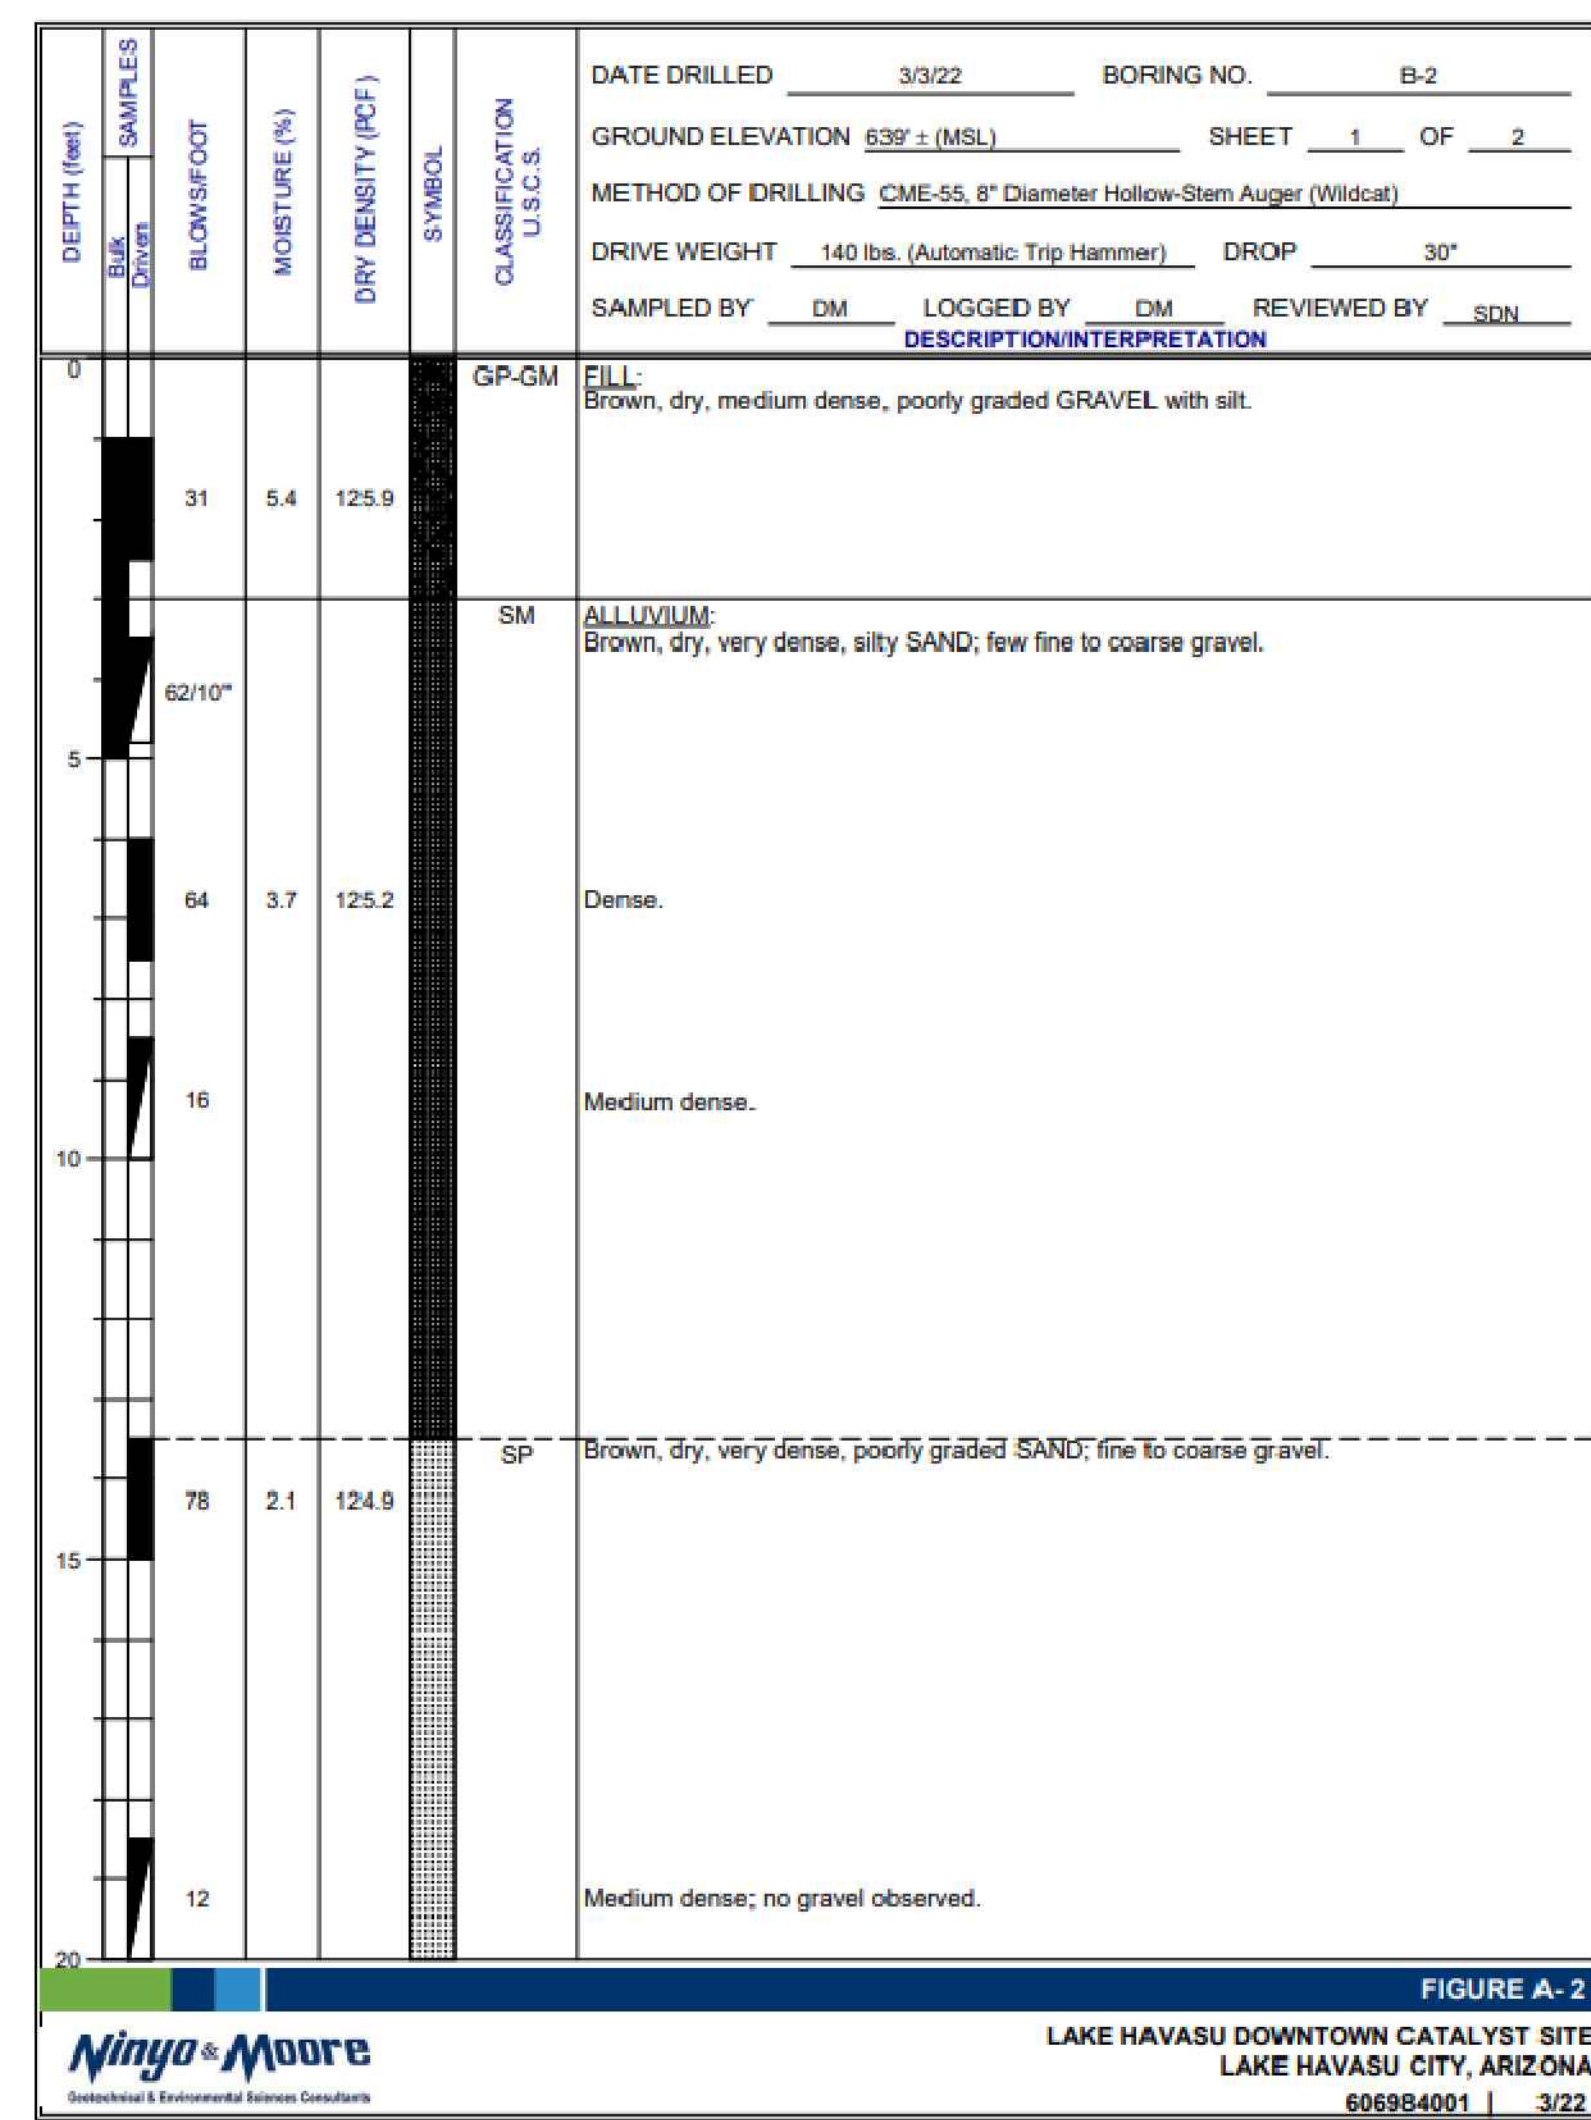 DEPTH (feet)
SAMPLES
Bulk
Driven
BLOWS/FOOT
MOISTURE (%)
DRY DENSITY (PCF)
SYMBOL
CLASSIFICATION
U.S.C.S.
DATE DRILLED 3/3/22 BORING NO. B-2
GROUND ELEVATION 639' ± (MSL) SHEET 1 OF 2
METHOD OF DRILLING CME-55, 8" Diameter Hollow-Stem Auger (Wildcat)
DRIVE WEIGHT 140 lbs. (Automatic Trip Hammer) DROP 30"
SAMPLED BY DM LOGGED BY DM REVIEWED BY SDN
DESCRIPTION/INTERPRETATION
0 GP-GM FILL:
Brown, dry, medium dense, poorly graded GRAVEL with silt.
31 5.4 125.9
SM ALLUVIUM:
Brown, dry, very dense, silty SAND; few fine to coarse gravel.
62/10"
5
64 3.7 125.2 Dense.
16 Medium dense.
10
SP Brown, dry, very dense, poorly graded SAND; fine to coarse gravel.
78 2.1 124.9
15
12 Medium dense; no gravel observed.
20
FIGURE A- 2
Ninyo & Moore
Geotechnical & Environmental Sciences Consultants
LAKE HAVASU DOWNTOWN CATALYST SITE
LAKE HAVASU CITY, ARIZONA
606984001 | 3/22